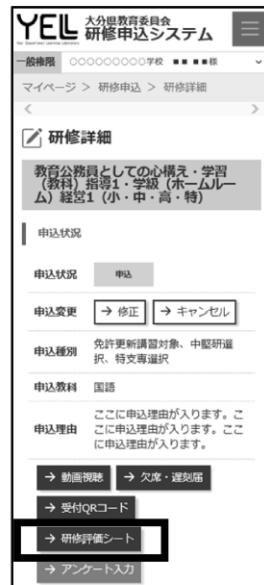 YELL 大分県教育委員会
研修申込システム
一般権限 ○○○○○○○○○学校 ■■ ■■様
マイページ > 研修申込 > 研修詳細
< >
研修詳細
教育公務員としての心構え・学習
(教科)指導1・学級(ホームルー
ム)経営1(小・中・高・特)
申込状況
申込状況 申込
申込変更 → 修正 → キャンセル
申込種別 免許更新講習対象、中堅研選
択、特支専選択
申込教科 国語
申込理由 ここに申込理由が入ります。こ
こに申込理由が入ります。ここ
に申込理由が入ります。
→ 動画視聴 → 欠席・遅刻届
→ 受付QRコード
→ 研修評価シート
→ アンケート入力